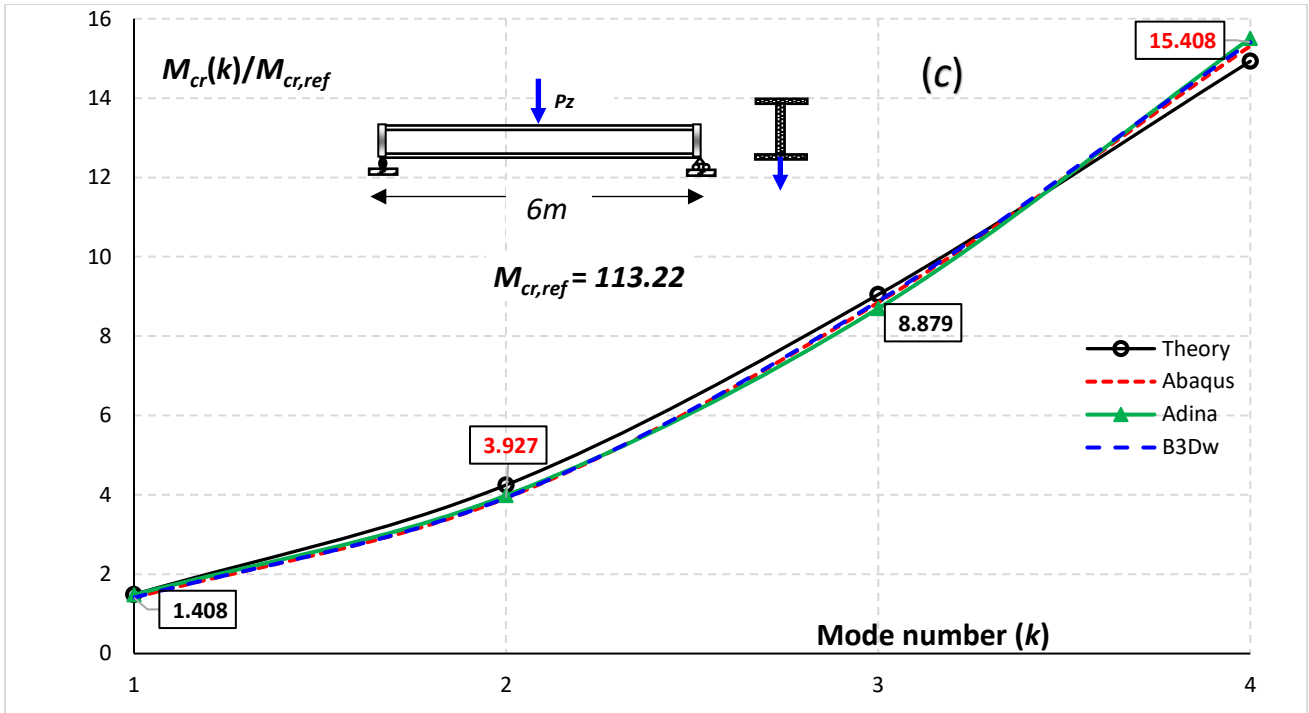 16
15.408
M_cr(k)/M_cr,ref
(c)
14
Pz
12
6m
10
M_cr,ref = 113.22
8
8.879
Theory
Abaqus
6
Adina
3.927
B3Dw
4
2
1.408
Mode number (k)
0
1 2 3 4